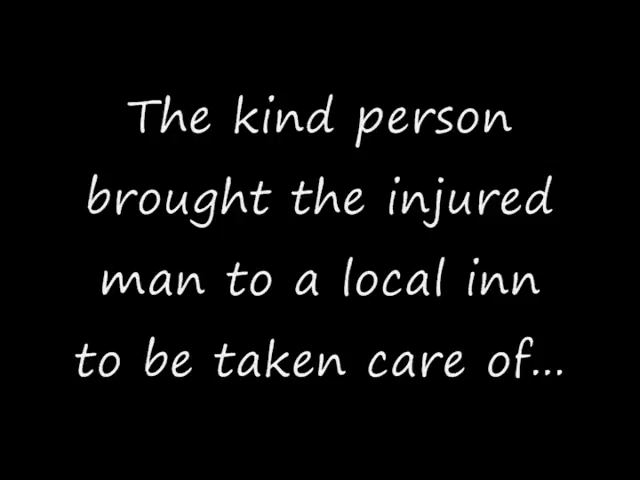 The kind person
brought the injured
man to a local inn
to be taken care of...